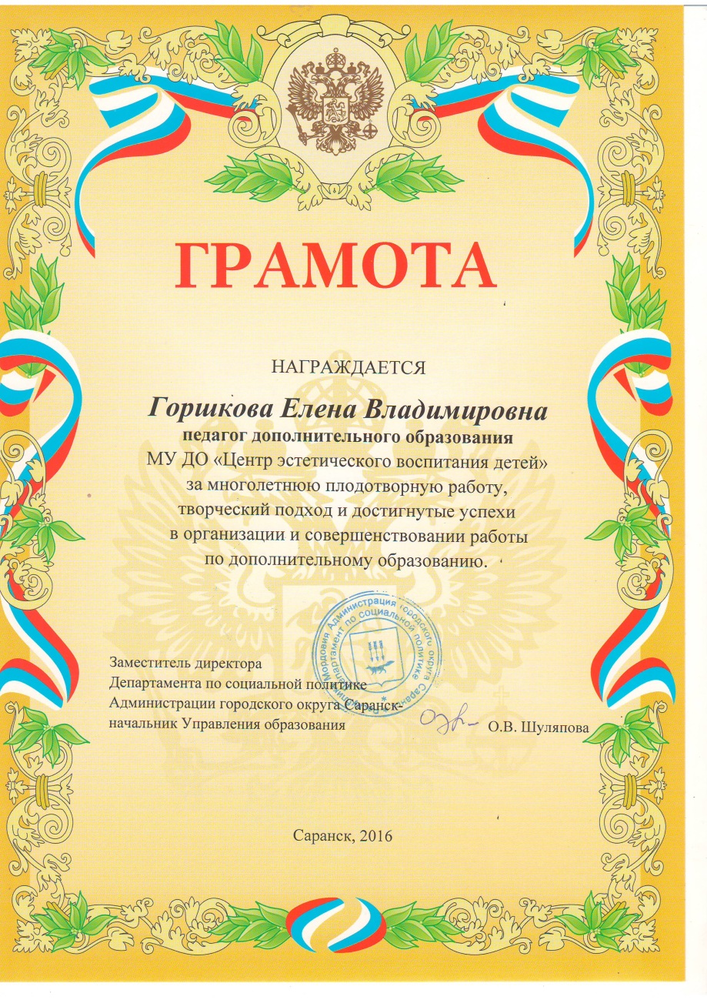 ГРАМОТА
НАГРАЖДАЕТСЯ
Горшкова Елена Владимировна
педагог дополнительного образования
МУ ДО «Центр эстетического воспитания детей»
за многолетнюю плодотворную работу,
творческий подход и достигнутые успехи
в организации и совершенствовании работы
по дополнительному образованию.
Администрация городского округа Саранск
Мордовия
Департамент по социальной политике
Заместитель директора
Департамента по социальной политике
Администрации городского округа Саранск-
начальник Управления образования
О.В. Шуляпова
Саранск, 2016